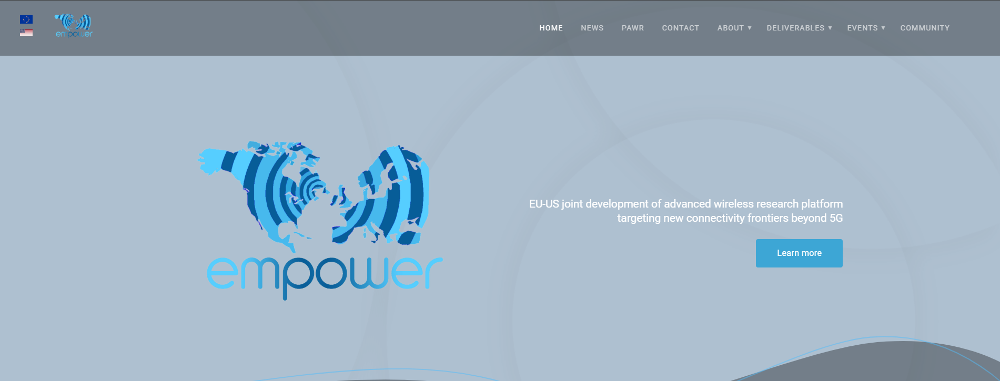 empower
HOME NEWS PAWR CONTACT ABOUT ▼ DELIVERABLES ▼ EVENTS ▼ COMMUNITY
empower
EU-US joint development of advanced wireless research platform
targeting new connectivity frontiers beyond 5G
Learn more